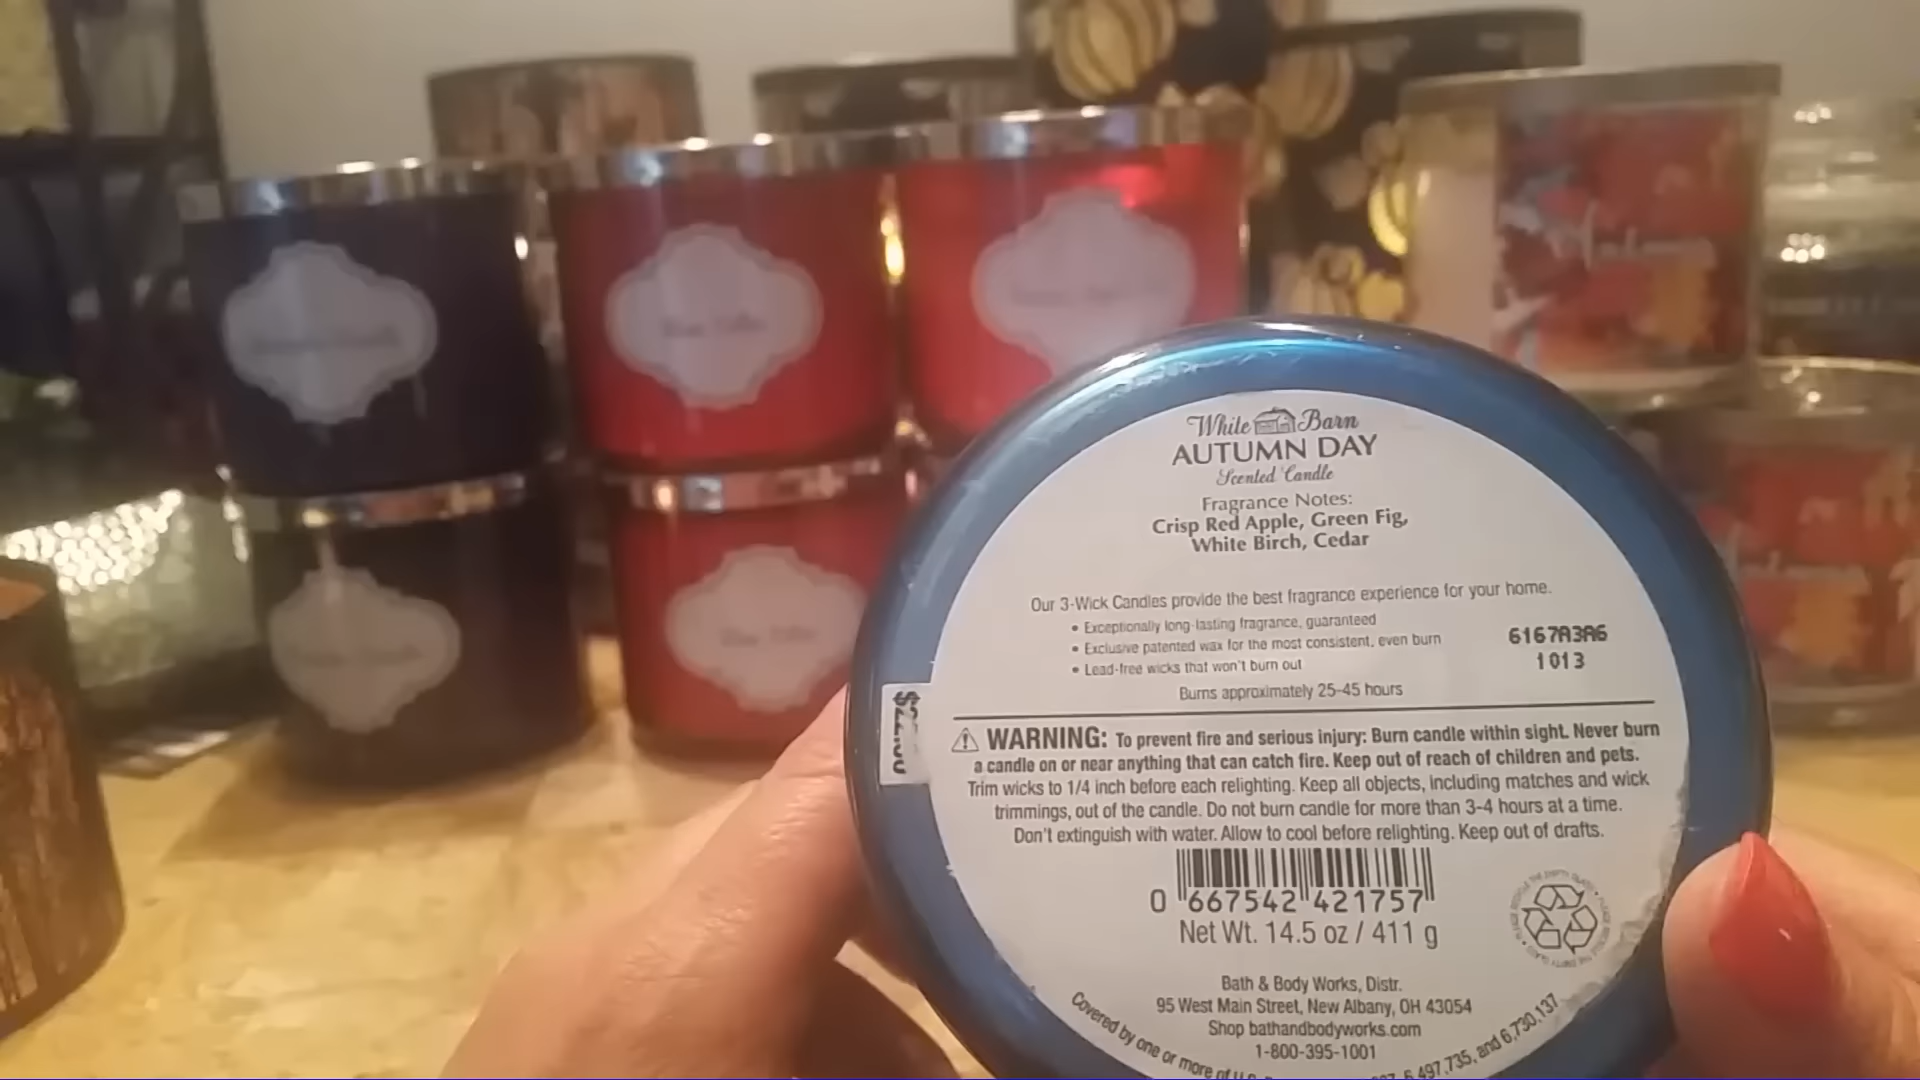 White Barn
AUTUMN DAY
Scented Candle
Fragrance Notes:
Crisp Red Apple, Green Fig,
White Birch, Cedar
Our 3-Wick Candles provide the best fragrance experience for your home.
• Exceptionally long-lasting fragrance, guaranteed
• Exclusive patented wax for the most consistent, even burn
• Lead-free wicks that won't burn out
Burns approximately 25-45 hours
6167A3A6
1013
WARNING: To prevent fire and serious injury: Burn candle within sight. Never burn
a candle on or near anything that can catch fire. Keep out of reach of children and pets.
Trim wicks to 1/4 inch before each relighting. Keep all objects, including matches and wick
trimmings, out of the candle. Do not burn candle for more than 3-4 hours at a time.
Don't extinguish with water. Allow to cool before relighting. Keep out of drafts.
0 667542 421757
Net Wt. 14.5 oz / 411 g
Bath & Body Works, Distr.
95 West Main Street, New Albany, OH 43054
Shop bathandbodyworks.com
1-800-395-1001
Covered by one or more of U.S. 6,497,735, and 6,730,137
Autumn